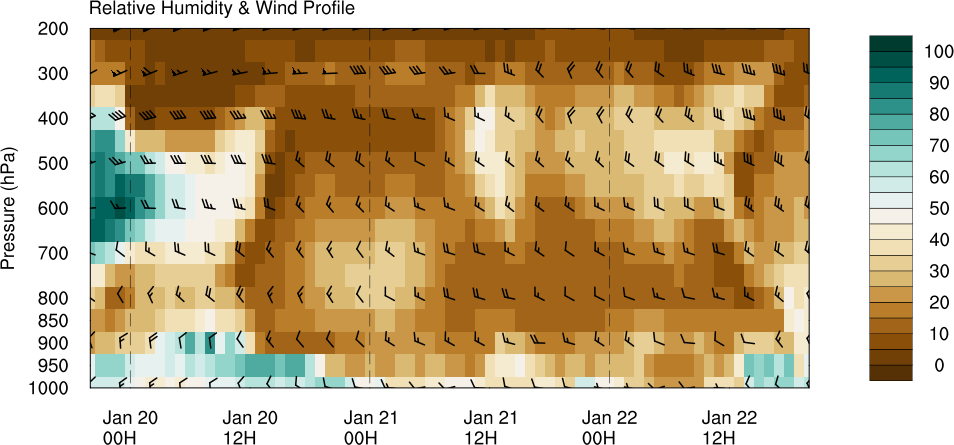 Relative Humidity & Wind Profile
200
300
400
500
600
700
800
850
900
950
1000
Pressure (hPa)
Jan 20 00H
Jan 20 12H
Jan 21 00H
Jan 21 12H
Jan 22 00H
Jan 22 12H
100
90
80
70
60
50
40
30
20
10
0